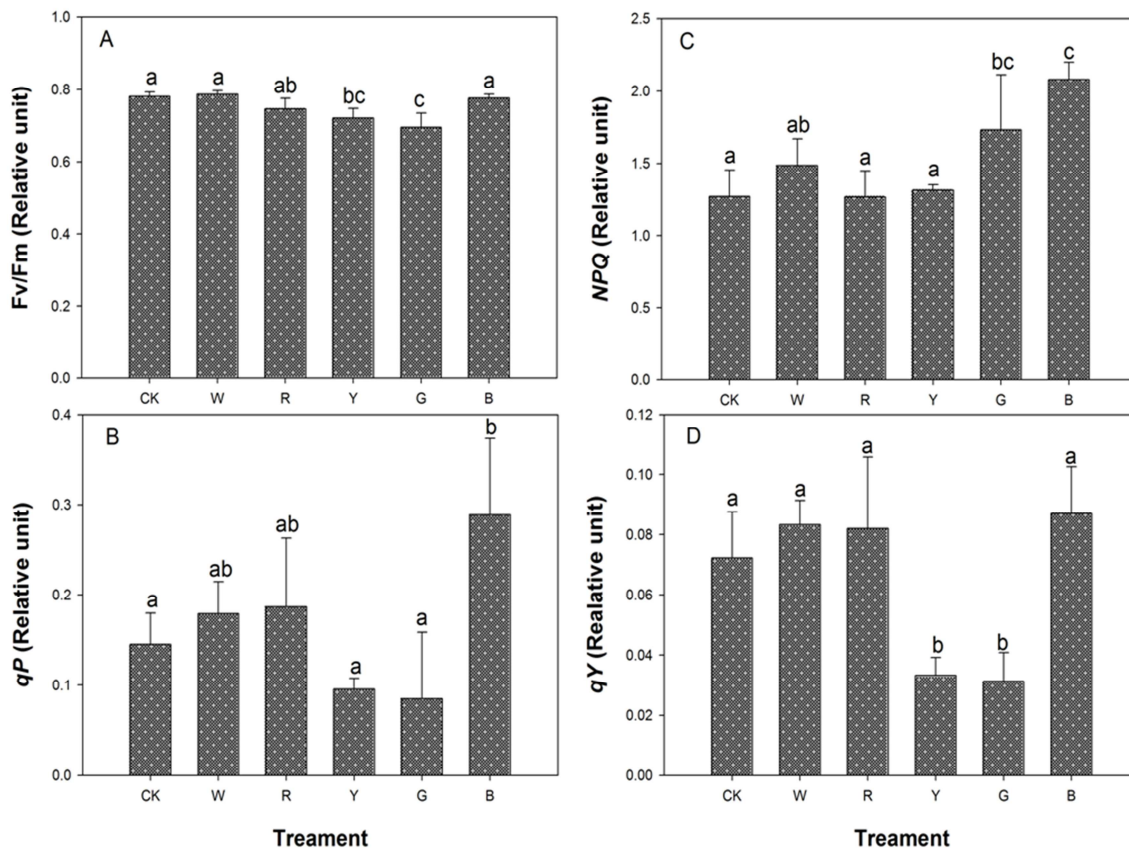 A
Fv/Fm (Relative unit)
1.0
0.8
0.6
0.4
0.2
0.0
a
a
ab
bc
c
a
CK W R Y G B
C
NPQ (Relative unit)
2.5
2.0
1.5
1.0
0.5
0.0
a
ab
a
a
bc
c
CK W R Y G B
B
qP (Relative unit)
0.4
0.3
0.2
0.1
0.0
a
ab
ab
a
a
b
CK W R Y G B
Treament
D
qY (Realative unit)
0.12
0.10
0.08
0.06
0.04
0.02
0.00
a
a
a
b
b
a
CK W R Y G B
Treament